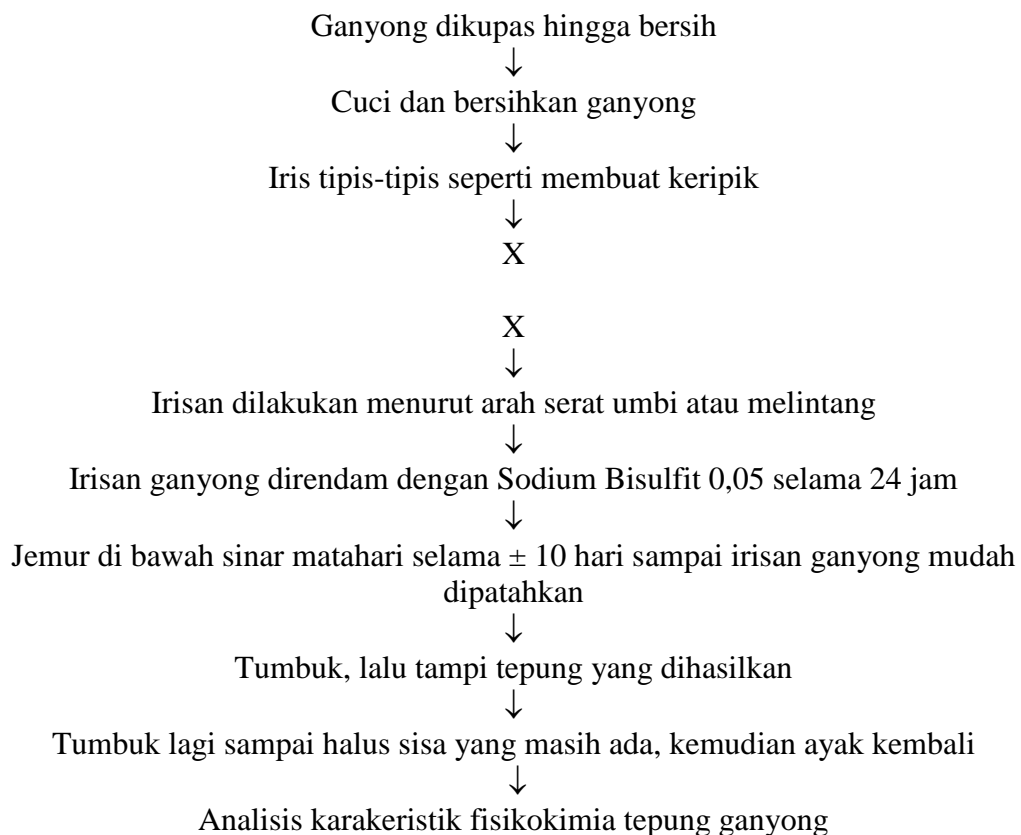 Ganyong dikupas hingga bersih
↓
Cuci dan bersihkan ganyong
↓
Iris tipis-tipis seperti membuat keripik
↓
X
X
↓
Irisan dilakukan menurut arah serat umbi atau melintang
↓
Irisan ganyong direndam dengan Sodium Bisulfit 0,05 selama 24 jam
↓
Jemur di bawah sinar matahari selama ± 10 hari sampai irisan ganyong mudah
dipatahkan
↓
Tumbuk, lalu tampi tepung yang dihasilkan
↓
Tumbuk lagi sampai halus sisa yang masih ada, kemudian ayak kembali
↓
Analisis karakeristik fisikokimia tepung ganyong